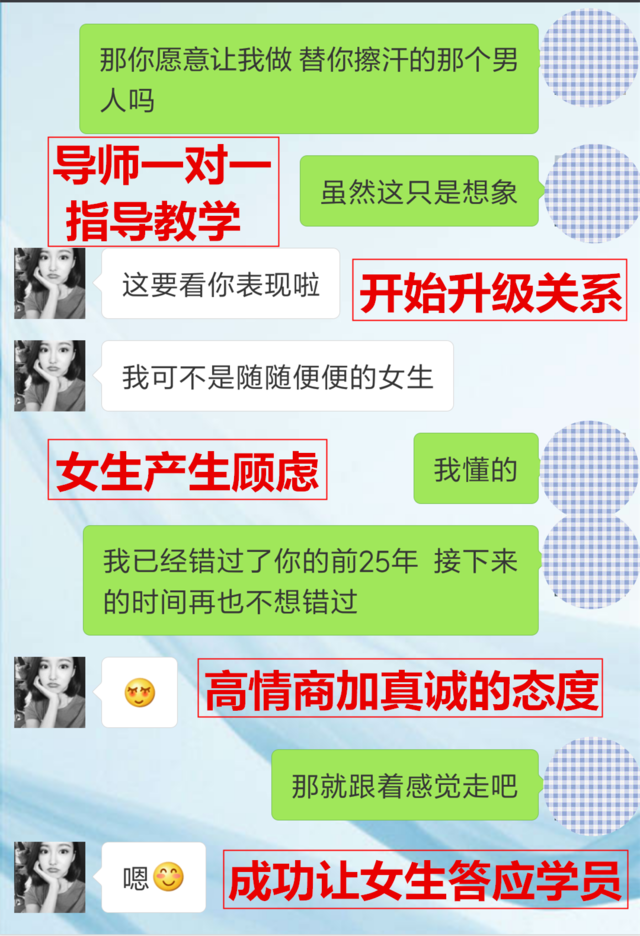 那你愿意让我做 替你擦汗的那个男
人吗
导师一对一
指导教学
虽然这只是想象
这要看你表现啦
开始升级关系
我可不是随随便便的女生
女生产生顾虑
我懂的
我已经错过了你的前25年 接下来
的时间再也不想错过
高情商加真诚的态度
那就跟着感觉走吧
嗯
成功让女生答应学员